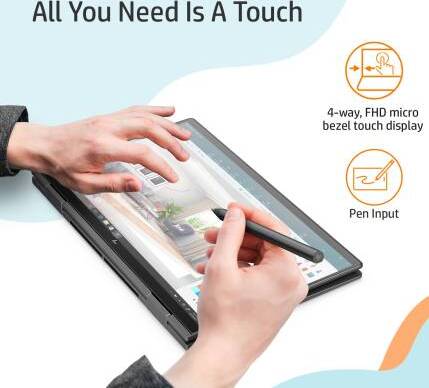 All You Need Is A Touch
4-way, FHD micro
bezel touch display
Pen Input